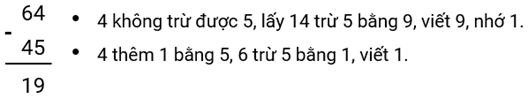 64 • 4 không trừ được 5, lấy 14 trừ 5 bằng 9, viết 9, nhớ 1.
-
45 • 4 thêm 1 bằng 5, 6 trừ 5 bằng 1, viết 1.
19